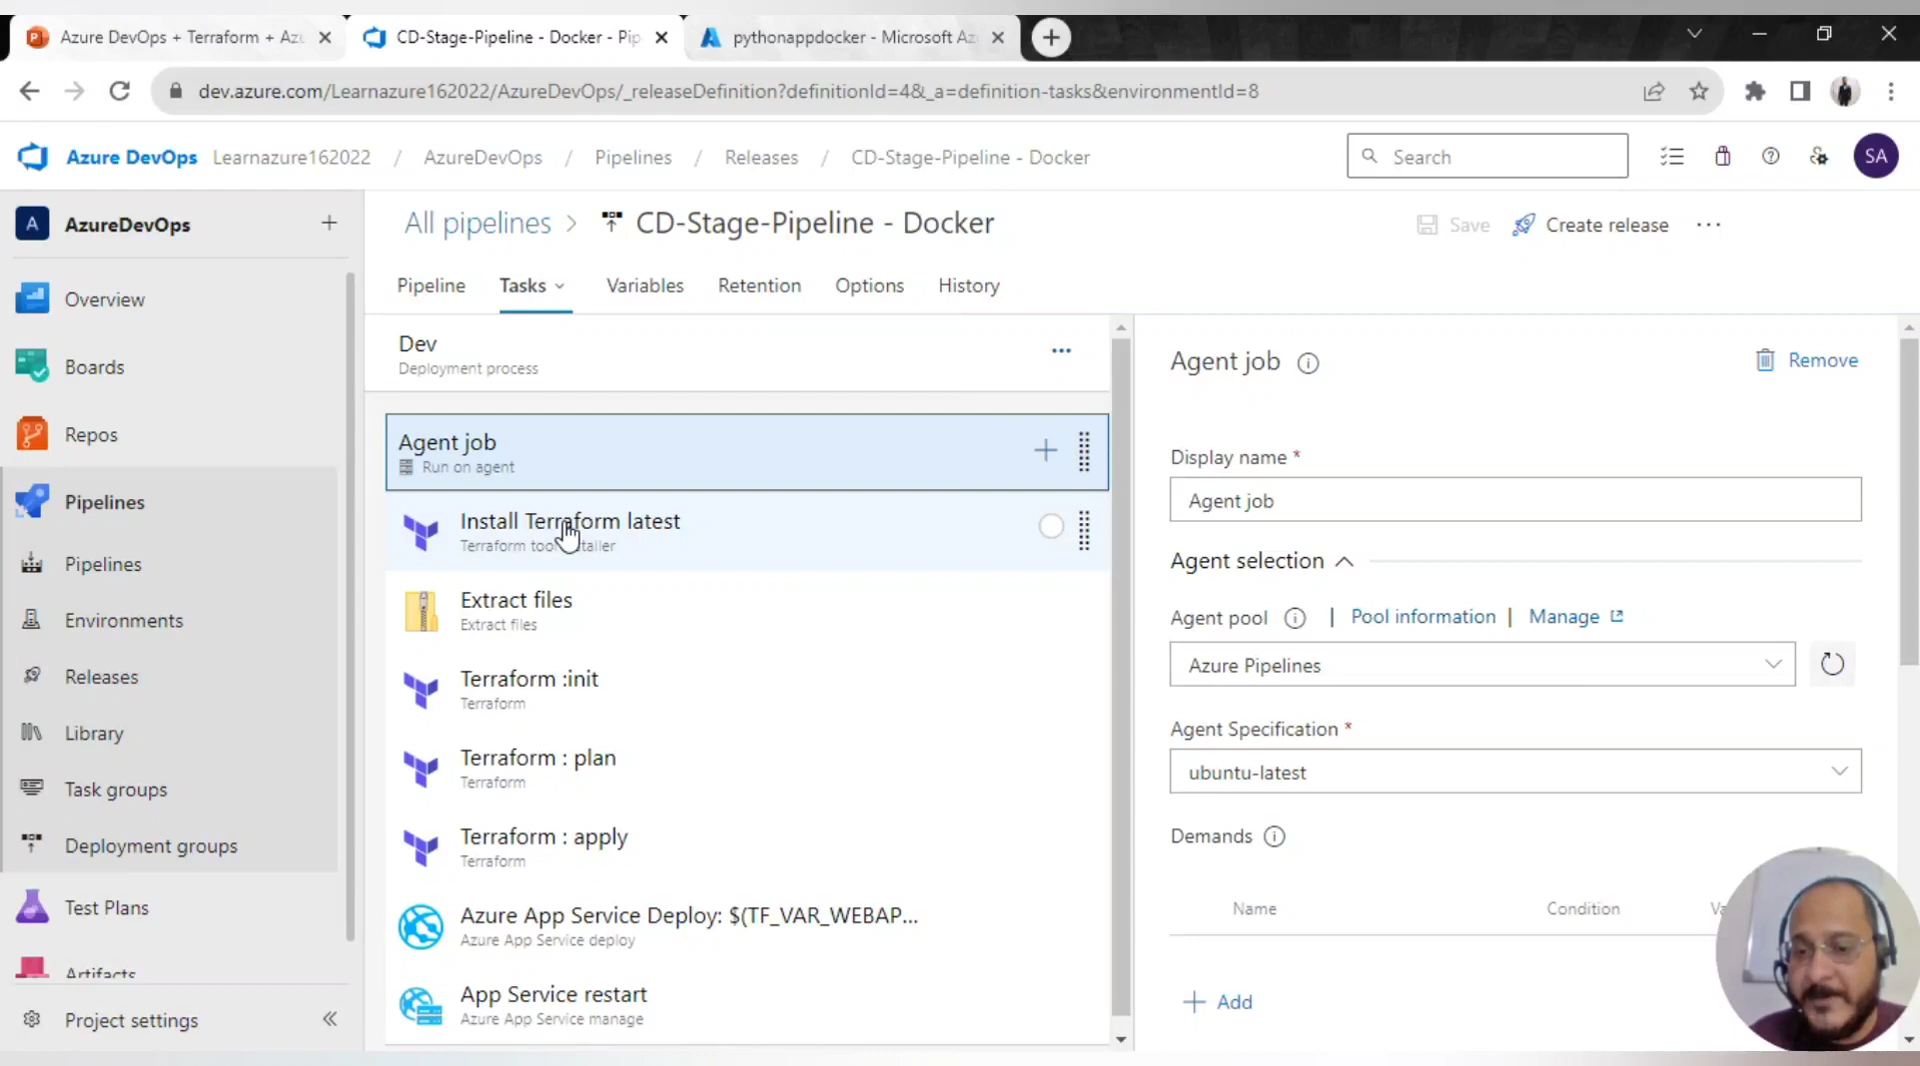 Azure DevOps + Terraform + Azu
CD-Stage-Pipeline - Docker - Pip
pythonappdocker - Microsoft Az
dev.azure.com/Learnazure162022/AzureDevOps/_releaseDefinition?definitionId=4&_a=definition-tasks&environmentId=8
Azure DevOps Learnazure162022 / AzureDevOps / Pipelines / Releases / CD-Stage-Pipeline - Docker
Search
SA
A AzureDevOps
All pipelines > CD-Stage-Pipeline - Docker
Save
Create release
Overview
Boards
Repos
Pipelines
Pipelines
Environments
Releases
Library
Task groups
Deployment groups
Test Plans
Artifacts
Project settings
Pipeline Tasks Variables Retention Options History
Dev
Deployment process
Agent job
Run on agent
Install Terraform latest
Terraform tool
Extract files
Extract files
Terraform :init
Terraform
Terraform : plan
Terraform
Terraform : apply
Terraform
Azure App Service Deploy: $(TF_VAR_WEBAP...
Azure App Service deploy
App Service restart
Azure App Service manage
Agent job
Remove
Display name *
Agent job
Agent selection
Agent pool | Pool information | Manage
Azure Pipelines
Agent Specification *
ubuntu-latest
Demands
Name Condition
Add